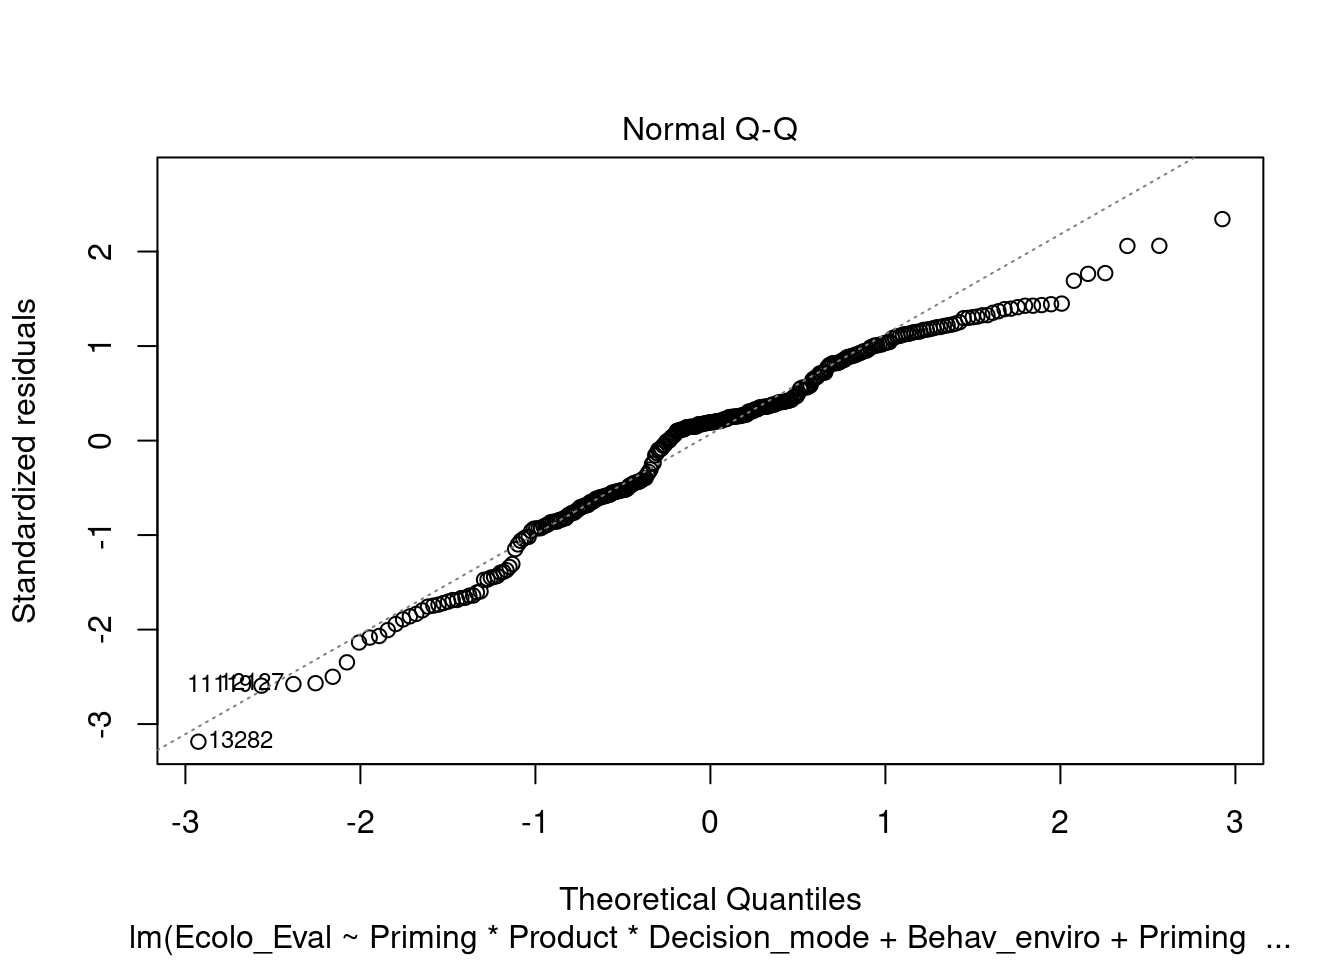 Normal Q-Q
Standardized residuals
2
1
0
-1
-2
-3
12127
13282
-3 -2 -1 0 1 2 3
Theoretical Quantiles
lm(Ecolo_Eval ~ Priming * Product * Decision_mode + Behav_enviro + Priming ...